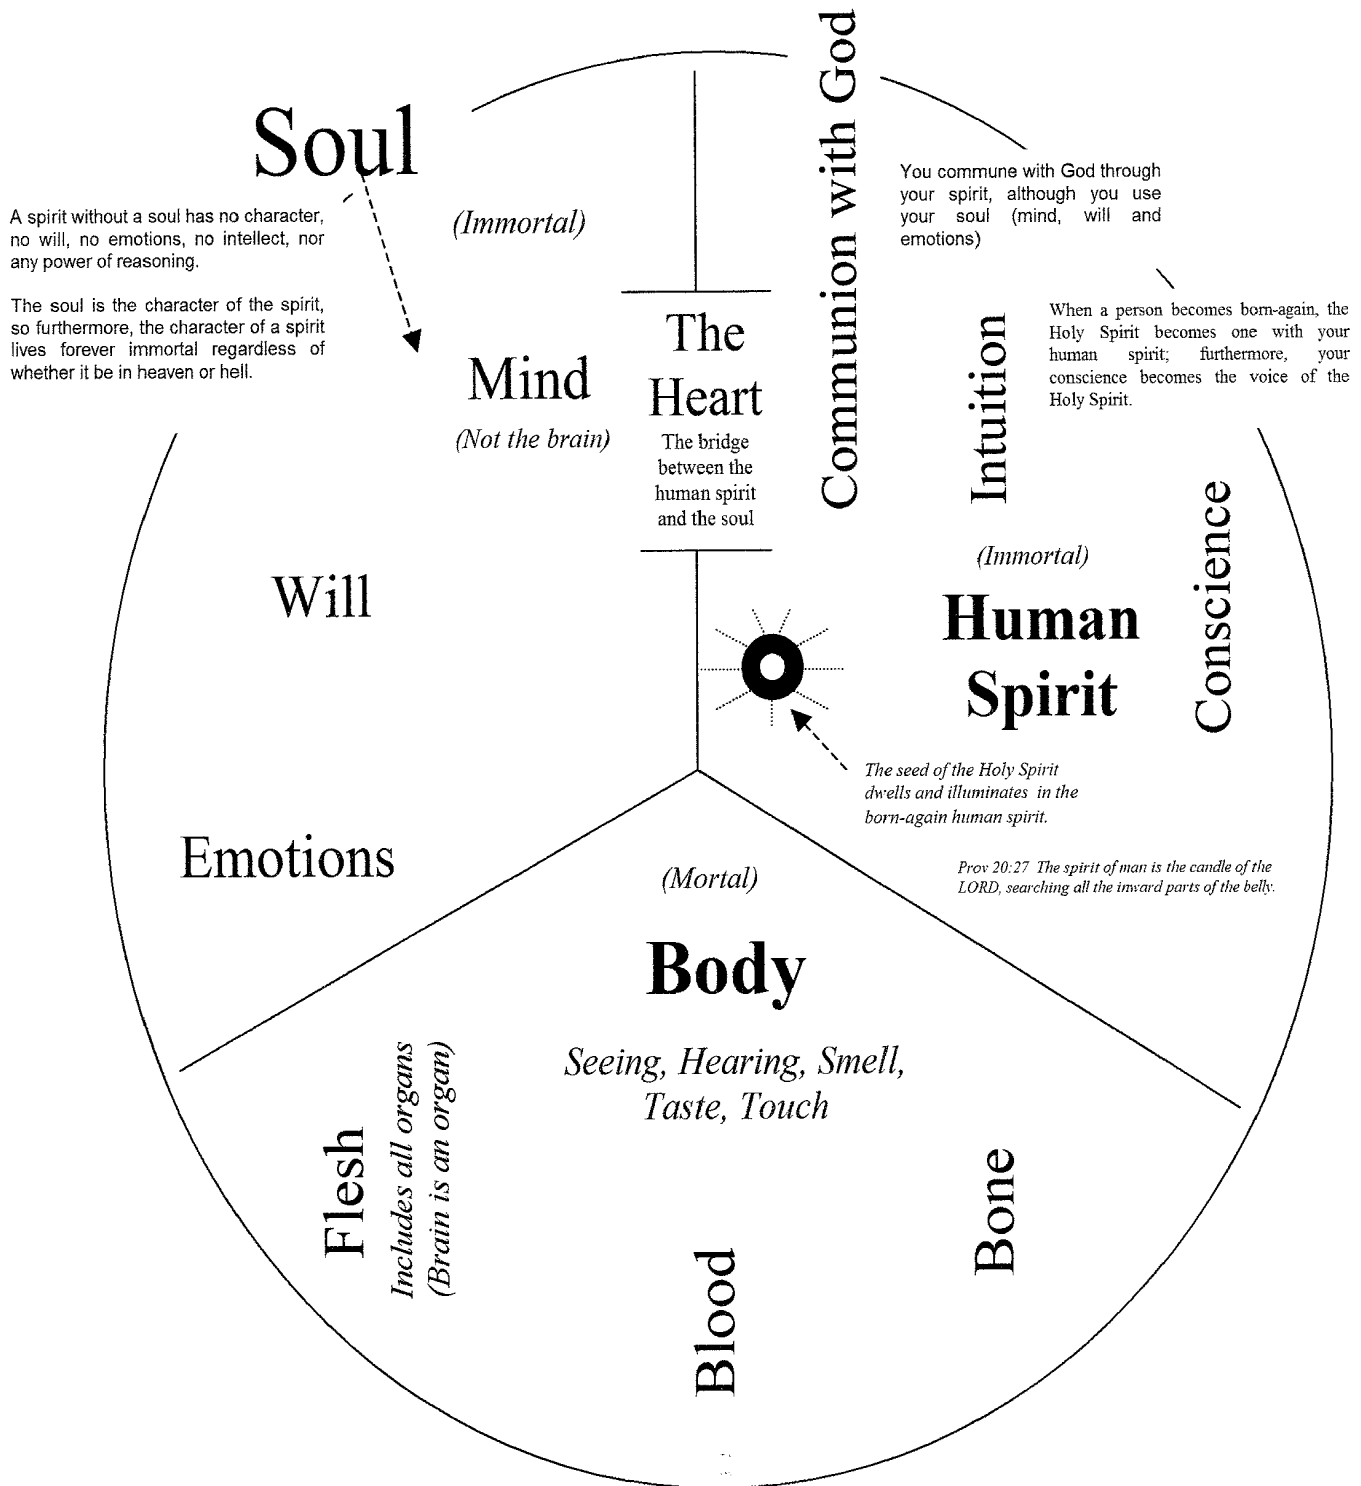 Soul
A spirit without a soul has no character,
no will, no emotions, no intellect, nor
any power of reasoning.
The soul is the character of the spirit,
so furthermore, the character of a spirit
lives forever immortal regardless of
whether it be in heaven or hell.
(Immortal)
Mind
(Not the brain)
Will
Emotions
The
Heart
The bridge
between the
human spirit
and the soul
Communion with God
You commune with God through
your spirit, although you use
your soul (mind, will and
emotions)
Intuition
When a person becomes born-again, the
Holy Spirit becomes one with your
human spirit; furthermore, your
conscience becomes the voice of the
Holy Spirit.
Conscience
(Immortal)
Human
Spirit
The seed of the Holy Spirit
dwells and illuminates in the
born-again human spirit.
Prov 20:27 The spirit of man is the candle of the
LORD, searching all the inward parts of the belly.
(Mortal)
Body
Seeing, Hearing, Smell,
Taste, Touch
Flesh
Includes all organs
(Brain is an organ)
Blood
Bone